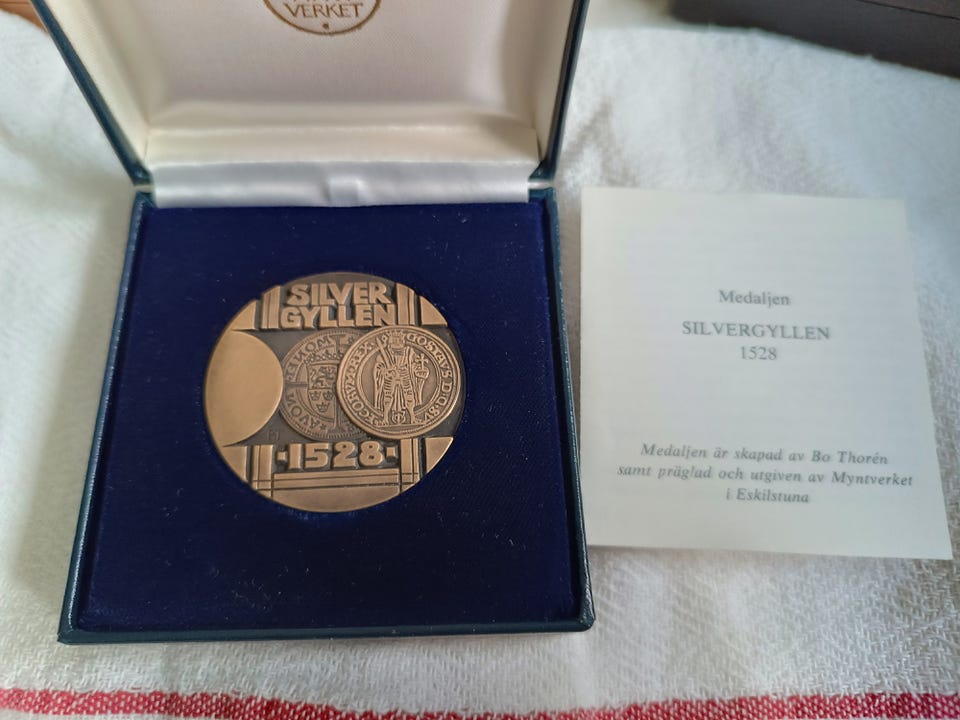 VERKET
SILVER
GYLLEN
·1528·
Medaljen
SILVERGYLLEN
1528
Medaljen är skapad av Bo Thorén
samt präglad och utgiven av Myntverket
i Eskilstuna